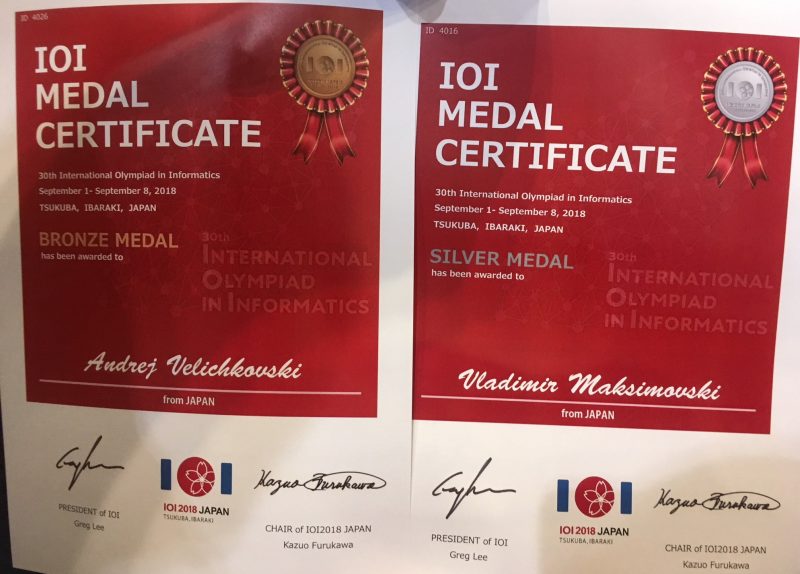 ID 4026
IOI
MEDAL
CERTIFICATE
30th International Olympiad in Informatics
September 1- September 8, 2018
TSUKUBA, IBARAKI, JAPAN
BRONZE MEDAL
has been awarded to
30th
INTERNATIONAL
OLYMPIAD
IN INFORMATICS
Andrej Velichkovski
from JAPAN
PRESIDENT of IOI
Greg Lee
IOI 2018 JAPAN
TSUKUBA, IBARAKI
Kazuo Furukawa
CHAIR of IOI2018 JAPAN
Kazuo Furukawa
ID 4016
IOI
MEDAL
CERTIFICATE
30th International Olympiad in Informatics
September 1- September 8, 2018
TSUKUBA, IBARAKI, JAPAN
SILVER MEDAL
has been awarded to
30th
INTERNATIONAL
OLYMPIAD
IN INFORMATICS
Vladimir Maksimovski
from JAPAN
PRESIDENT of IOI
Greg Lee
IOI 2018 JAPAN
TSUKUBA, IBARAKI
Kazuo Furukawa
CHAIR of IOI2018 JAPAN
Kazuo Furukawa